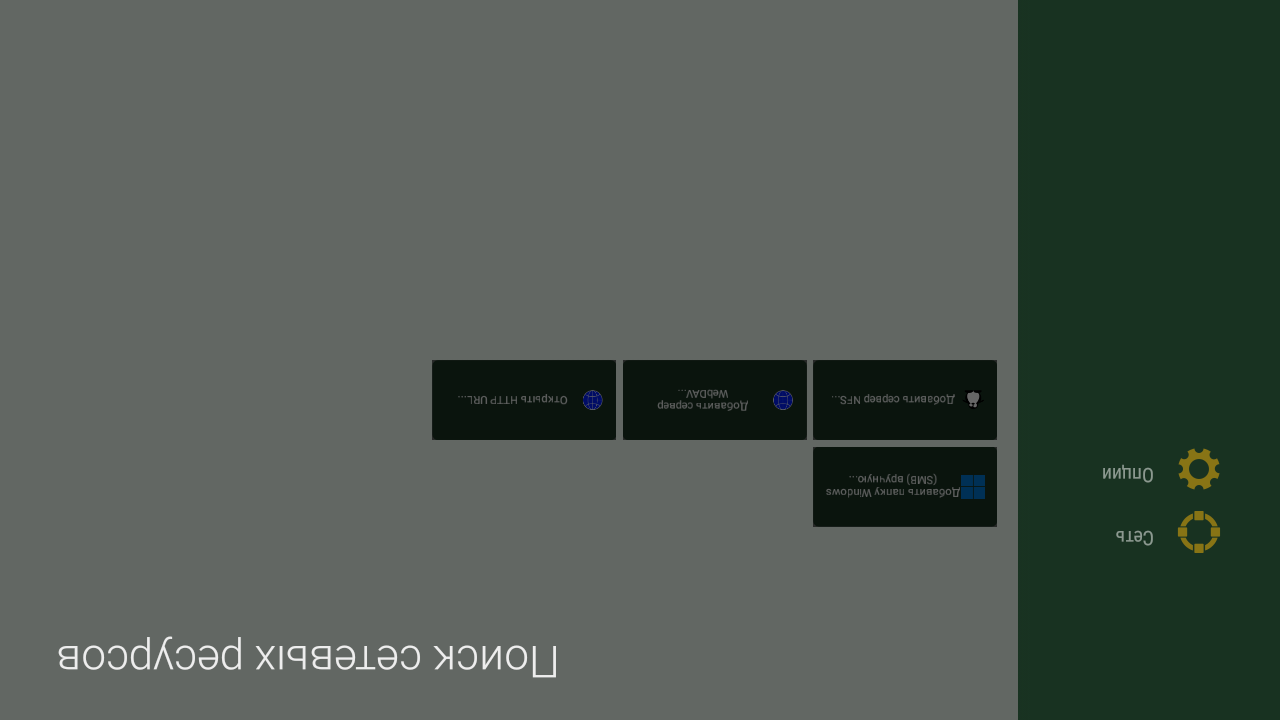 Поиск сетевых ресурсов
Сеть
Опции
Добавить папку Windows
(SMB) вручную...
Добавить сервер NFS...
Добавить сервер
WebDAV...
Открыть HTTP URL...